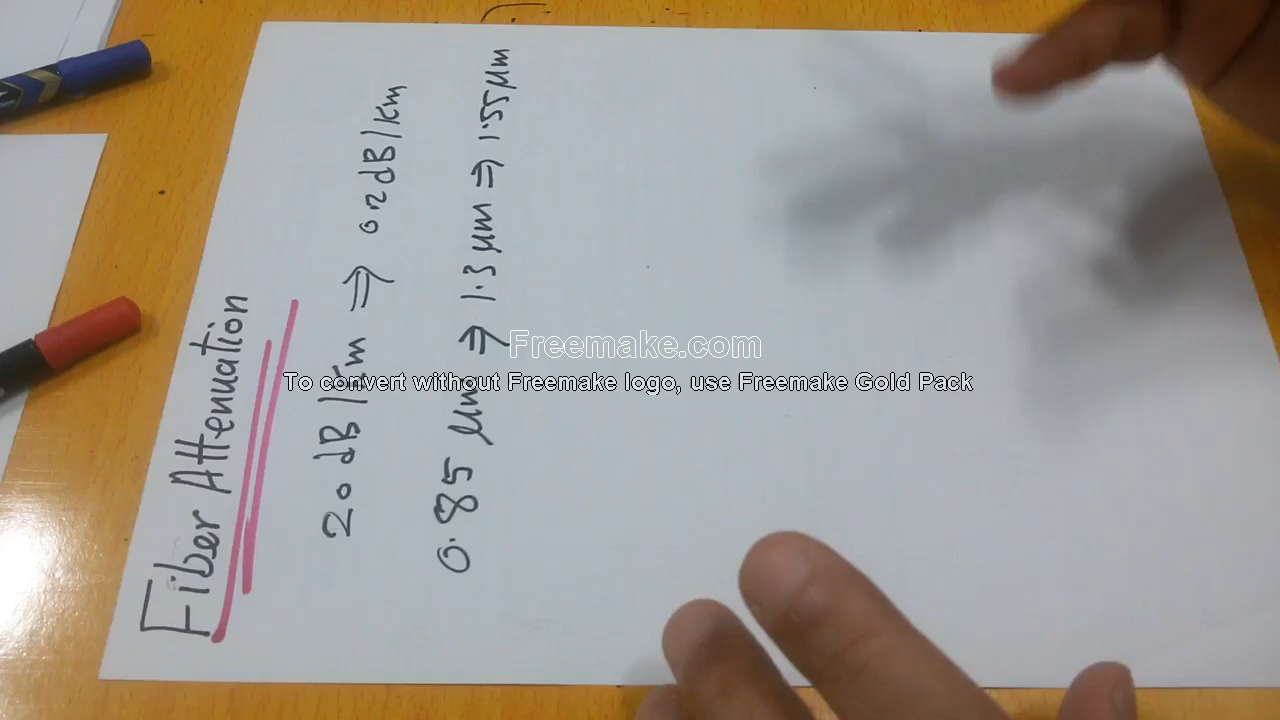 Fiber Attenuation
20 dB/km ⇒ 0.2 dB/km
0.85 μm ⇒ 1.3 μm ⇒ 1.55 μm
Freemake.com
To convert without Freemake logo, use Freemake Gold Pack